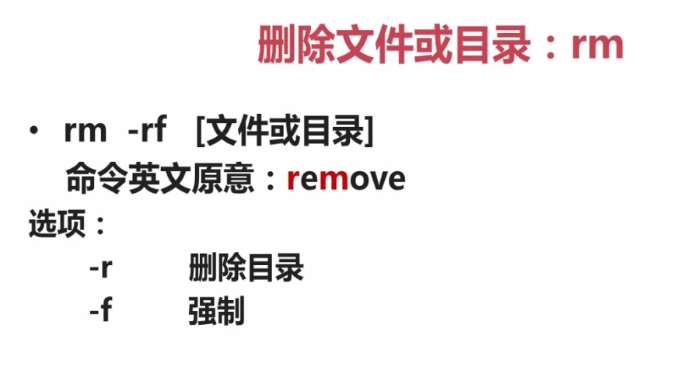 删除文件或目录：rm
• rm -rf [文件或目录]
命令英文原意：remove
选项：
-r 删除目录
-f 强制